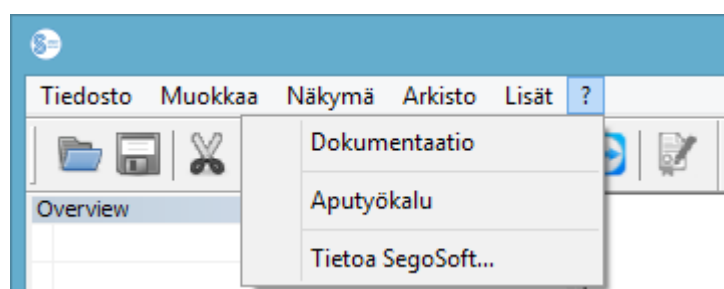 Tiedosto Muokkaa Näkymä Arkisto Lisät ?
Dokumentaatio
Overview
Aputyökalu
Tietoa SegoSoft...